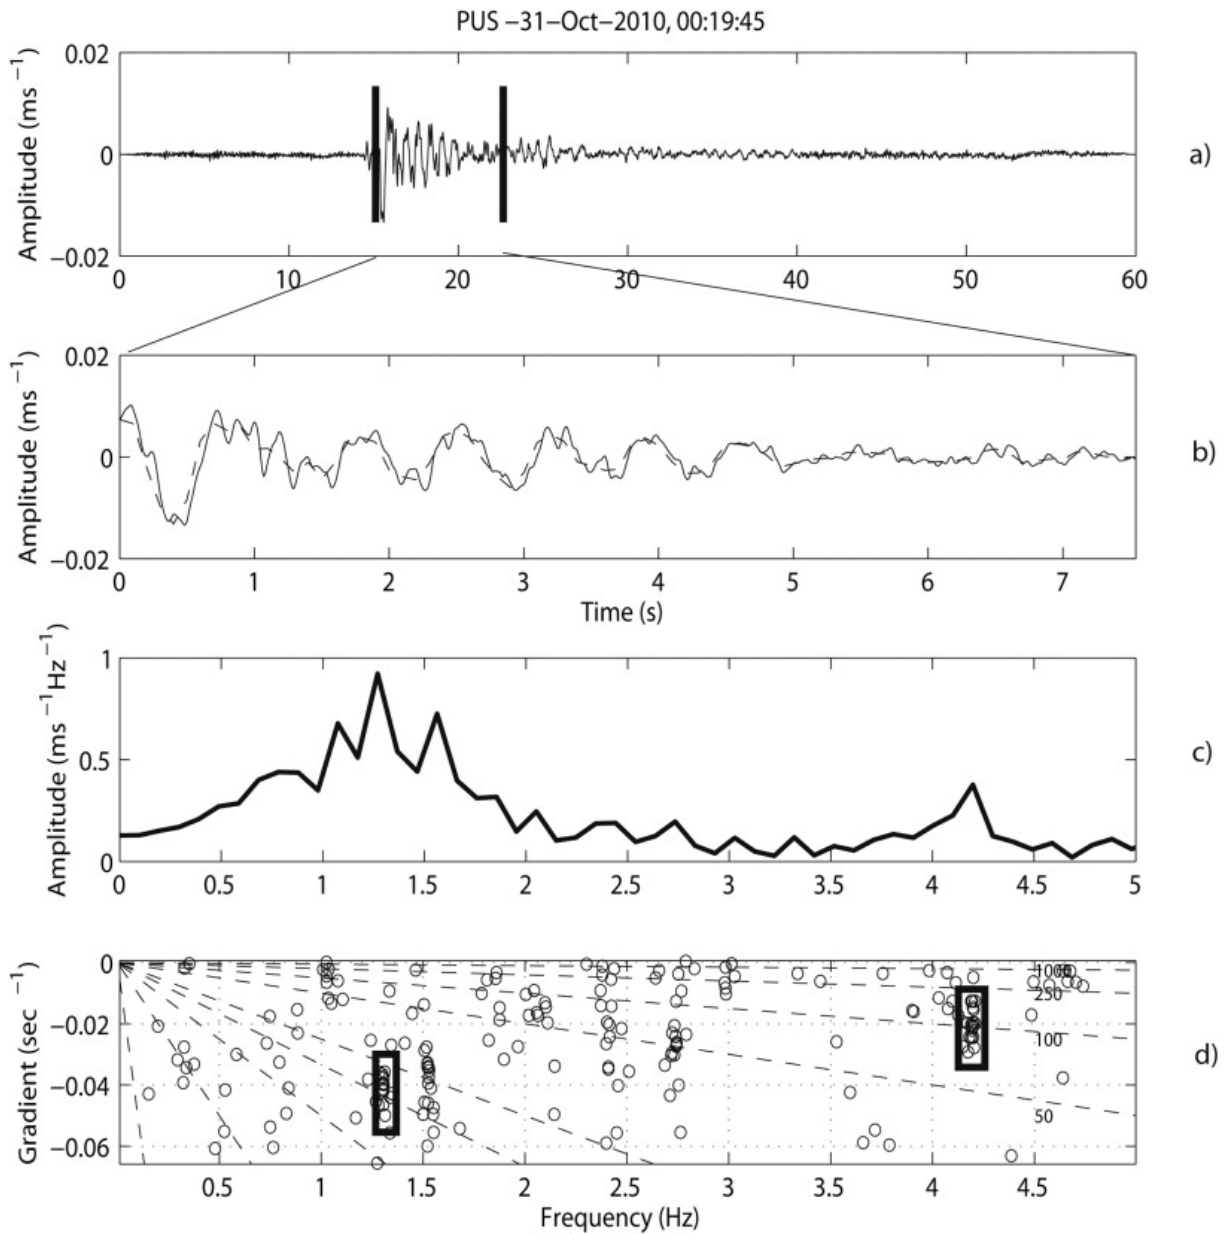 PUS −31−Oct−2010, 00:19:45
Amplitude (ms −1)
0.02
0
−0.02
0 10 20 30 40 50 60
a)
Amplitude (ms −1)
0.02
0
−0.02
0 1 2 3 4 5 6 7
Time (s)
b)
Amplitude (ms −1Hz−1)
1
0.5
0
0 0.5 1 1.5 2 2.5 3 3.5 4 4.5 5
c)
Gradient (sec −1)
0
−0.02
−0.04
−0.06
250
100
50
0.5 1 1.5 2 2.5 3 3.5 4 4.5
Frequency (Hz)
d)